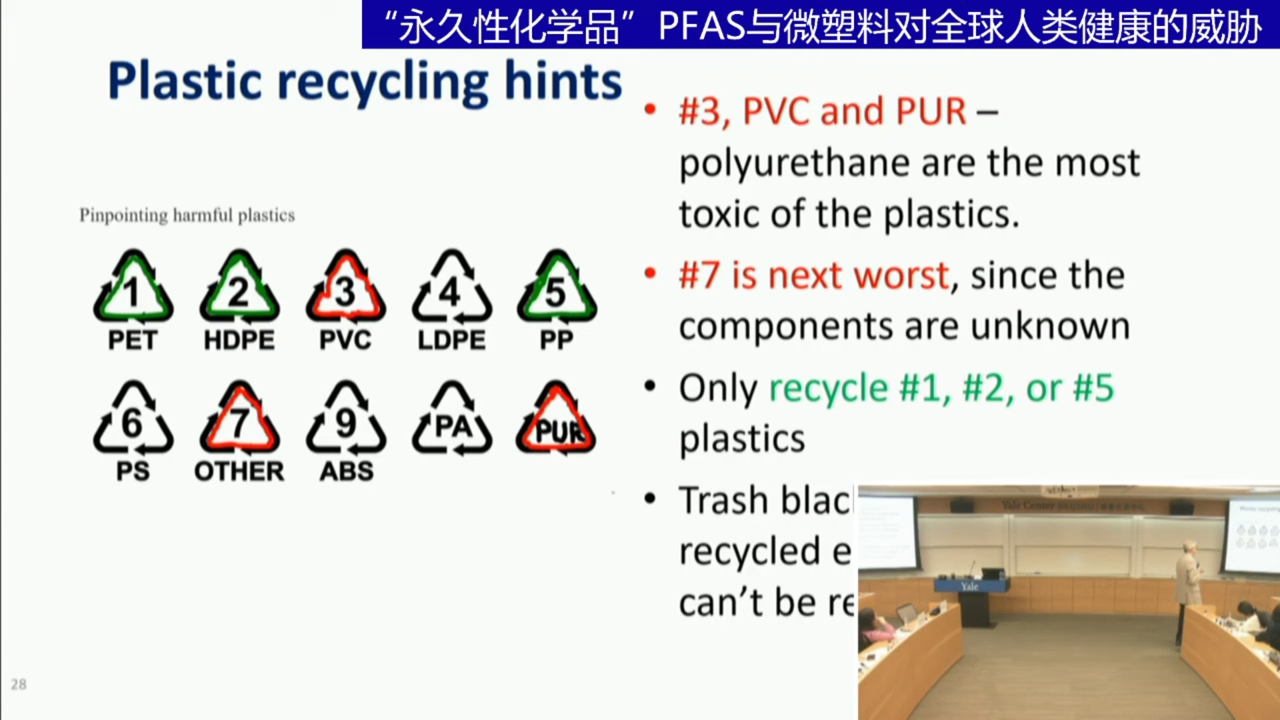 “永久性化学品”PFAS与微塑料对全球人类健康的威胁
Plastic recycling hints
Pinpointing harmful plastics
1 2 3 4 5
PET HDPE PVC LDPE PP
6 7 9 PA PUR
PS OTHER ABS
• #3, PVC and PUR –
polyurethane are the most
toxic of the plastics.
• #7 is next worst, since the
components are unknown
• Only recycle #1, #2, or #5
plastics
• Trash blac
recycled e
can’t be re
Yale Center
Yale
28